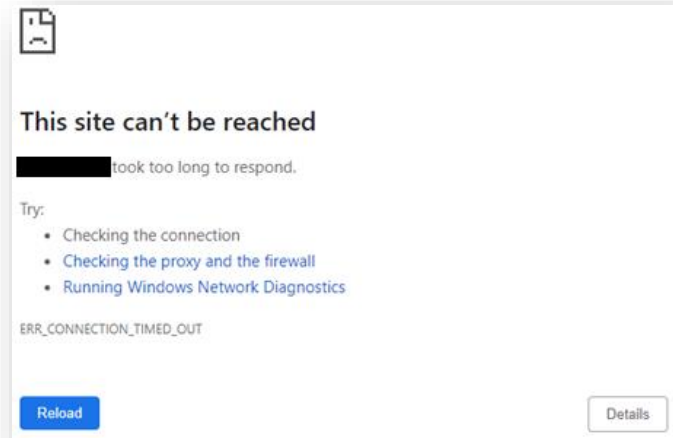 This site can't be reached
took too long to respond.
Try:
• Checking the connection
• Checking the proxy and the firewall
• Running Windows Network Diagnostics
ERR_CONNECTION_TIMED_OUT
Reload
Details